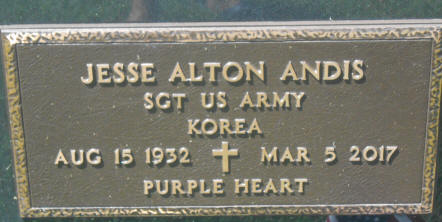 JESSE ALTON ANDIS
SGT US ARMY
KOREA
AUG 15 1932 ✝ MAR 5 2017
PURPLE HEART